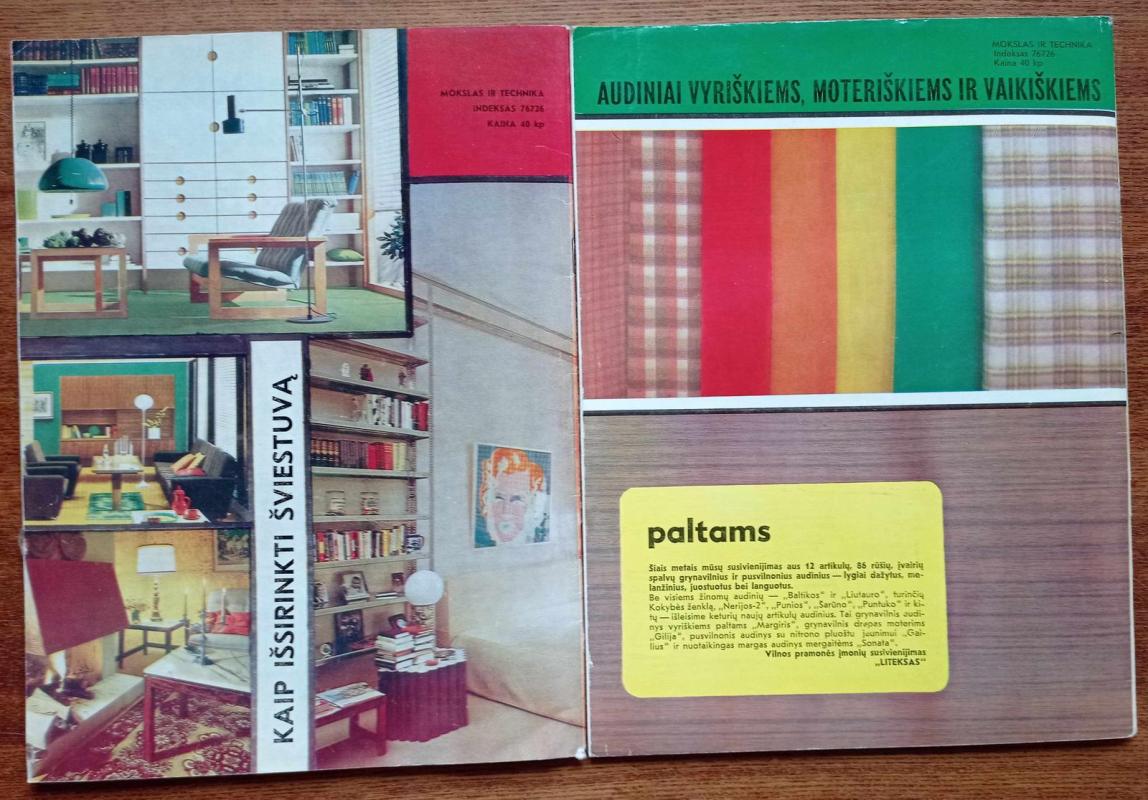 MOKSLAS IR TECHNIKA
INDEKSAS 76726
KAINA 40 kp
KAIP IŠSIRINKTI ŠVIESTUVĄ
MOKSLAS IR TECHNIKA
Indeksas 76726
Kaina 40 kp
AUDINIAI VYRIŠKIEMS, MOTERIŠKIEMS IR VAIKIŠKIEMS
paltams
Šiais metais mūsų susivienijimas aus 12 artikulų, 86 rūšių, įvairių
spalvų grynavilnius ir pusvilnonius audinius — lygiai dažytus, me-
lanžinius, juostuotus bei languotus.
Be visiems žinomų audinių — „Baltikos" ir „Liutauro", turinčių
Kokybės ženklą, „Nerijos-2", „Punios", „Šarūno", „Puntuko" ir ki-
tų — išleisime keturių naujų artikulų audinius. Tai grynavilnis audi-
nys vyriškiems paltams „Margiris", grynavilnis drapas moterims
„Gilija", pusvilnonis audinys su nitrono pluoštu jaunimui „Gai-
lius" ir nuotaikingas margas audinys mergaitėms „Sonata".
Vilnos pramonės įmonių susivienijimas
„LITEKSAS"